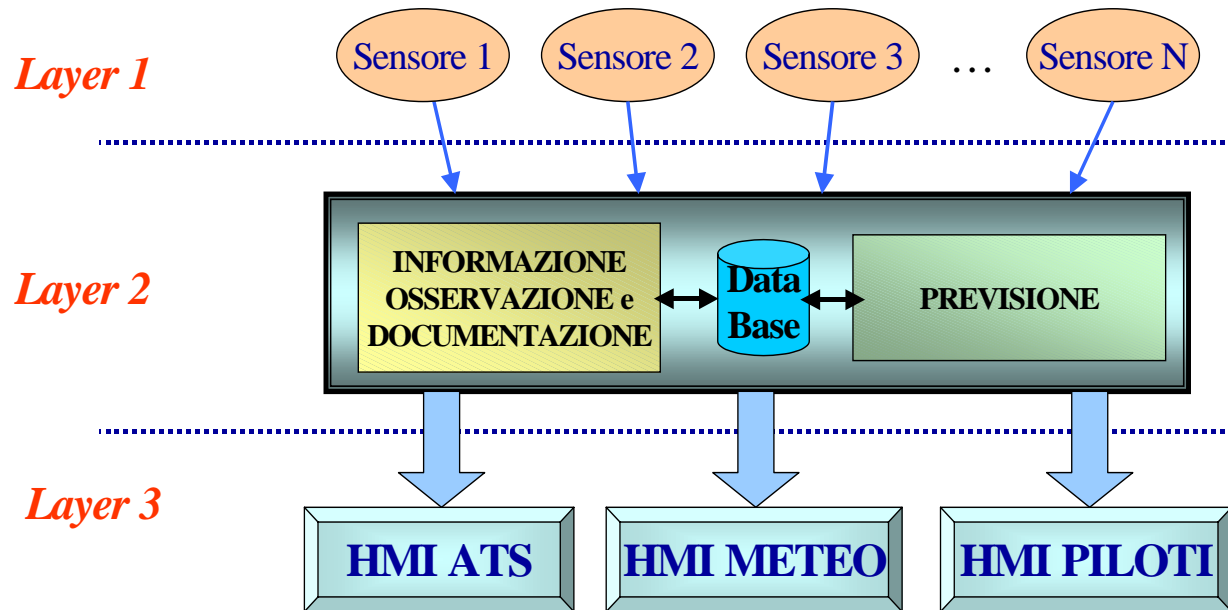 Layer 1
Sensore 1
Sensore 2
Sensore 3
...
Sensore N
Layer 2
INFORMAZIONE
OSSERVAZIONE e
DOCUMENTAZIONE
Data
Base
PREVISIONE
Layer 3
HMI ATS
HMI METEO
HMI PILOTI